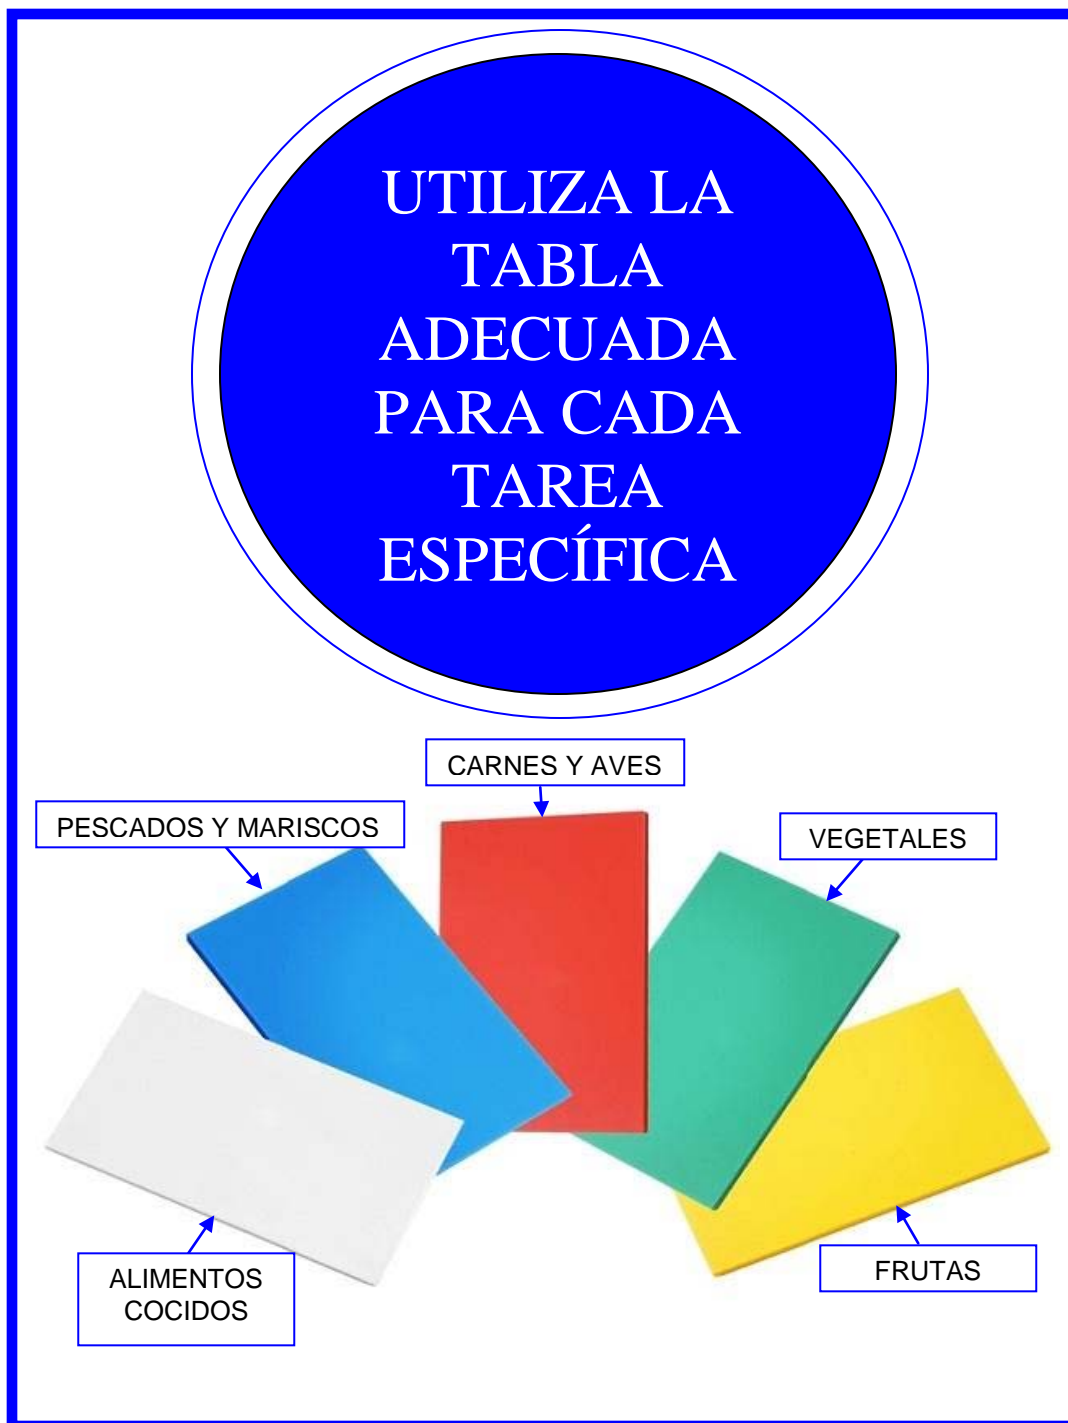 UTILIZA LA
TABLA
ADECUADA
PARA CADA
TAREA
ESPECÍFICA
CARNES Y AVES
PESCADOS Y MARISCOS
VEGETALES
ALIMENTOS
COCIDOS
FRUTAS